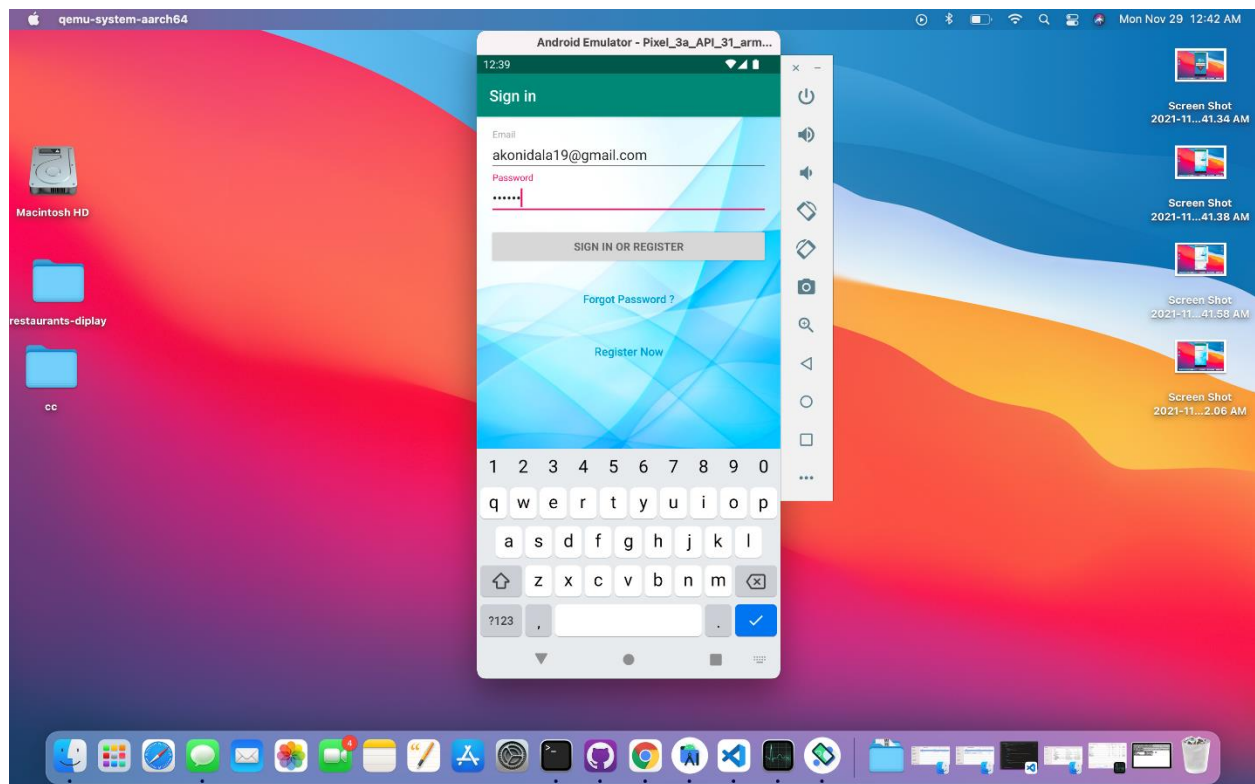 qemu-system-aarch64
Mon Nov 29 12:42 AM
Android Emulator - Pixel_3a_API_31_arm...
12:39
Sign in
Email
akonidala19@gmail.com
Password
••••••
SIGN IN OR REGISTER
Forgot Password ?
Register Now
1 2 3 4 5 6 7 8 9 0
q w e r t y u i o p
a s d f g h j k l
z x c v b n m
?123 , .
Macintosh HD
restaurants-diplay
cc
Screen Shot
2021-11...41.34 AM
Screen Shot
2021-11...41.38 AM
Screen Shot
2021-11...41.58 AM
Screen Shot
2021-11...2.06 AM
4